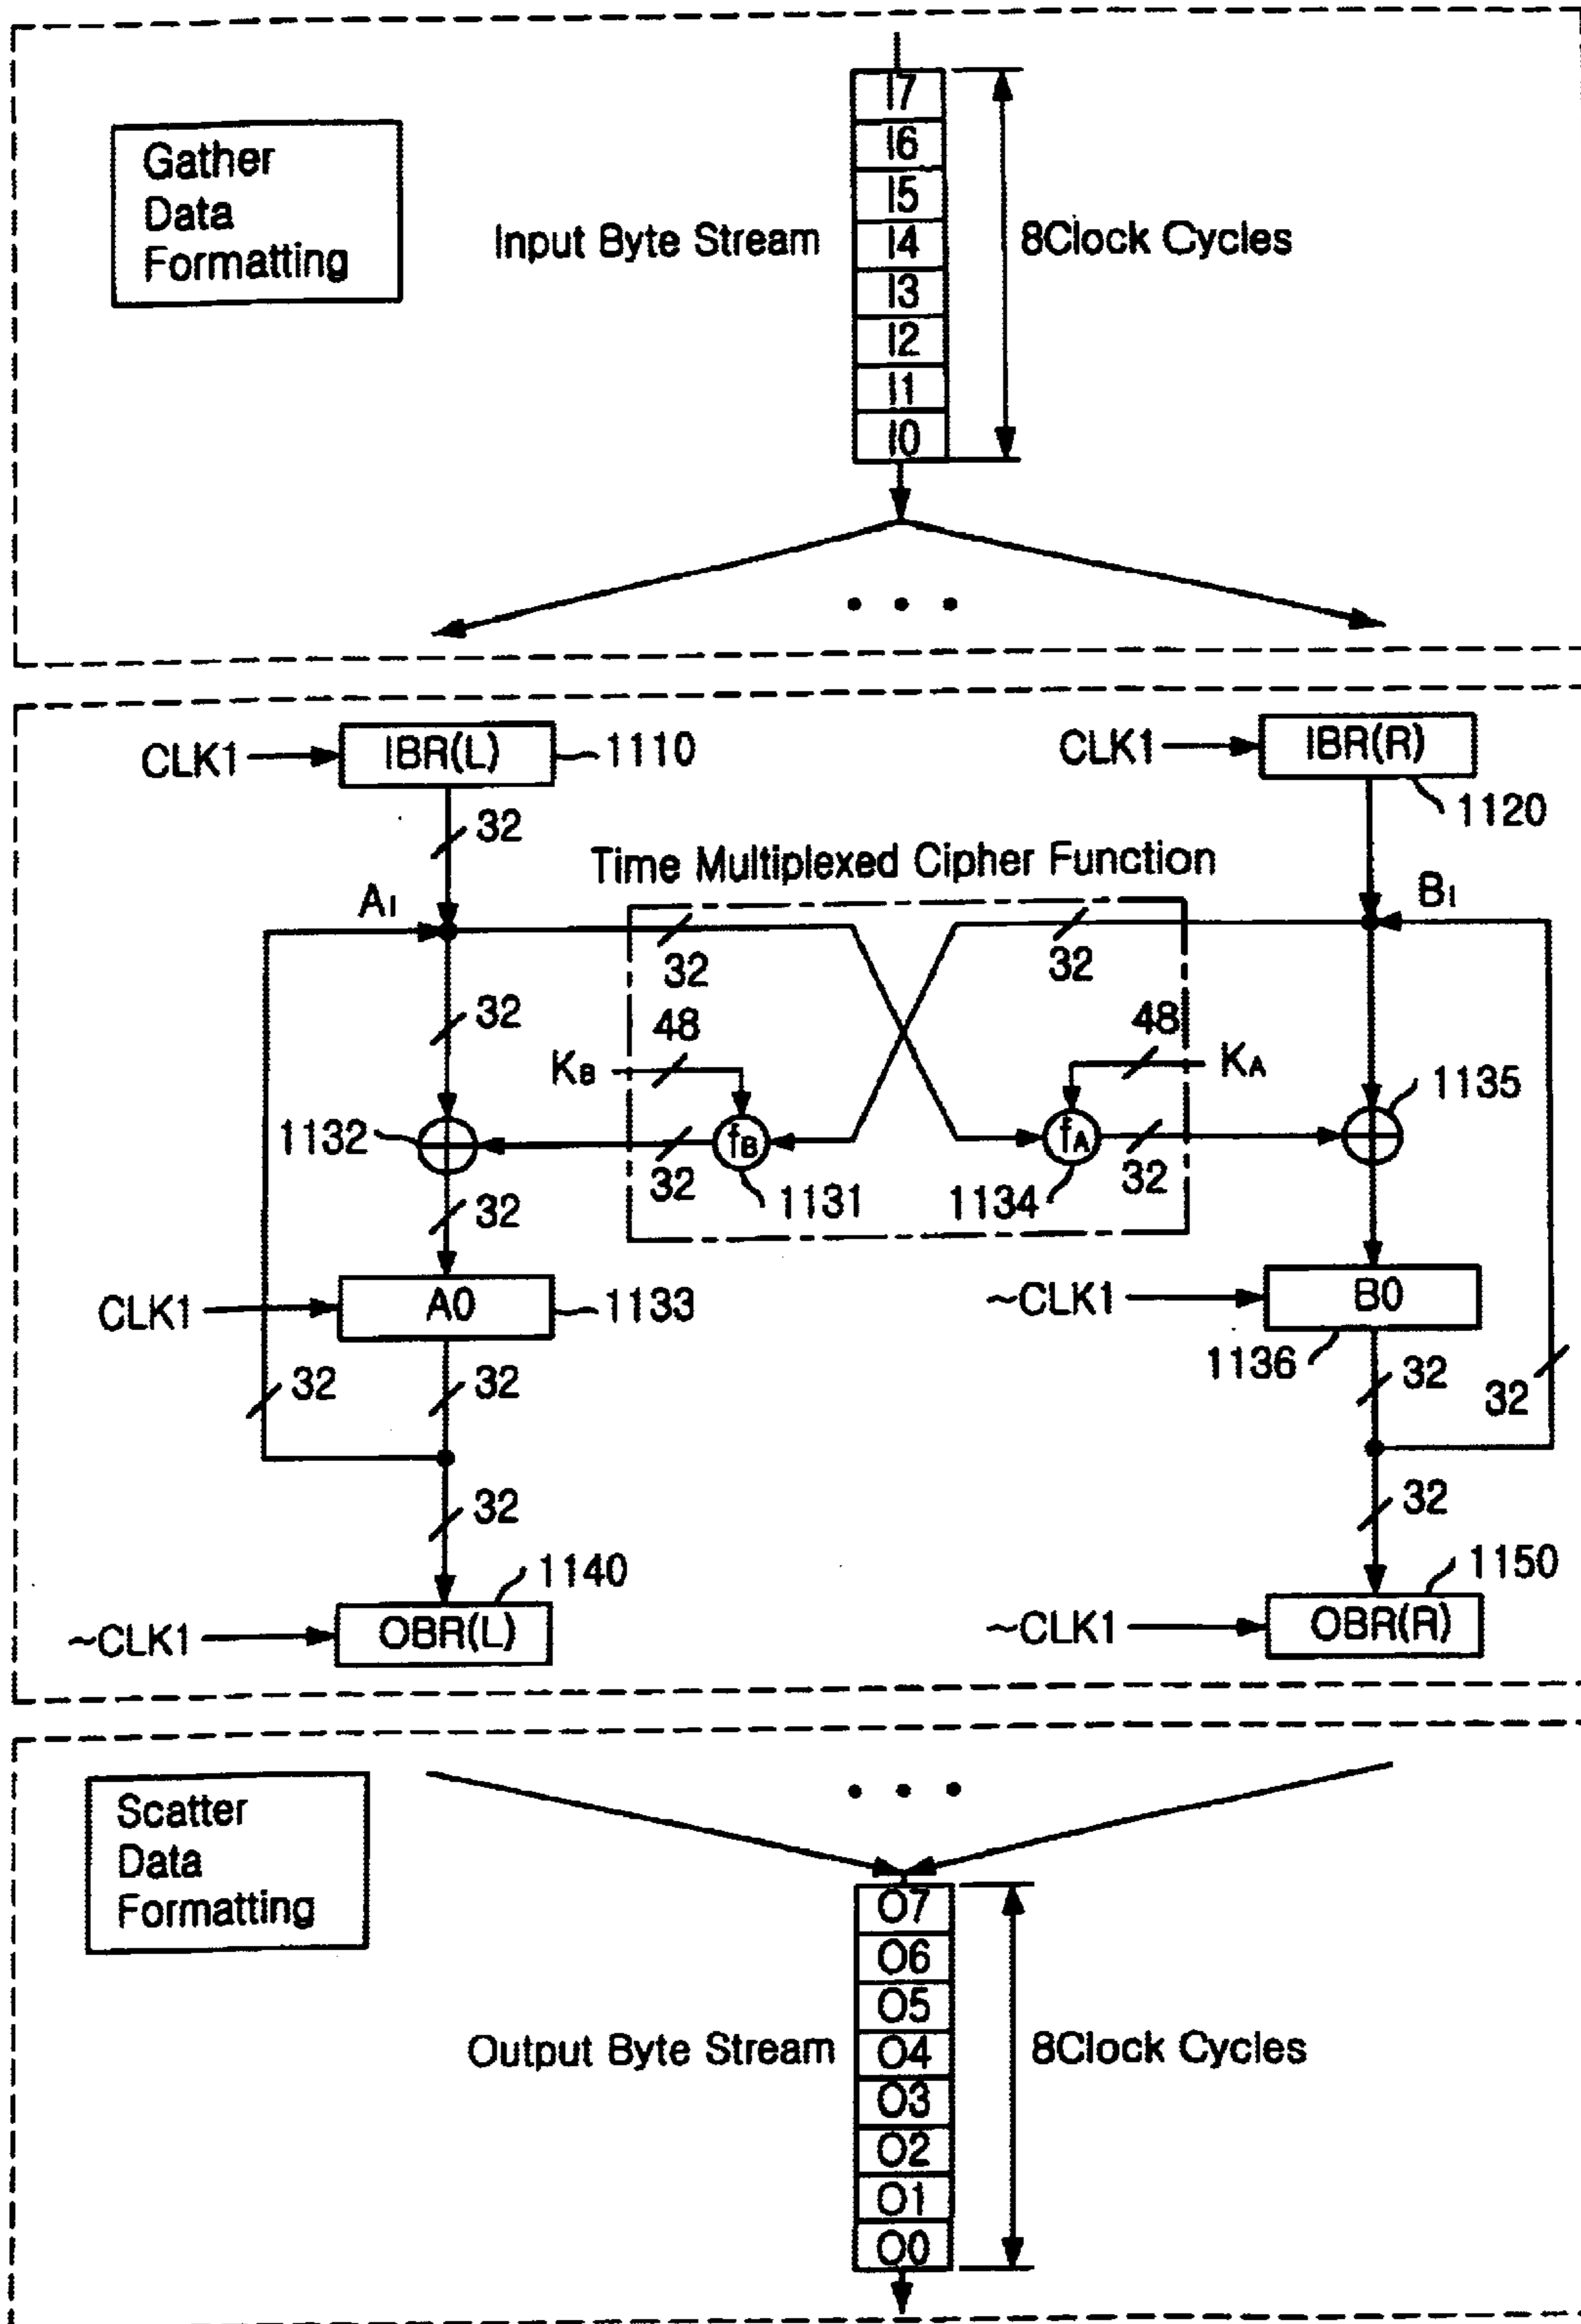 Gather
Data
Formatting
Input Byte Stream
I7
I6
I5
I4
I3
I2
I1
I0
8Clock Cycles
CLK1
IBR(L)
1110
CLK1
IBR(R)
1120
32
Time Multiplexed Cipher Function
AI
BI
32
32
32
48
48
KB
KA
1132
1135
fB
fA
32
32
1131
1134
32
CLK1
A0
1133
~CLK1
B0
1136
32
32
32
32
32
32
1140
1150
~CLK1
OBR(L)
~CLK1
OBR(R)
Scatter
Data
Formatting
Output Byte Stream
O7
O6
O5
O4
O3
O2
O1
O0
8Clock Cycles